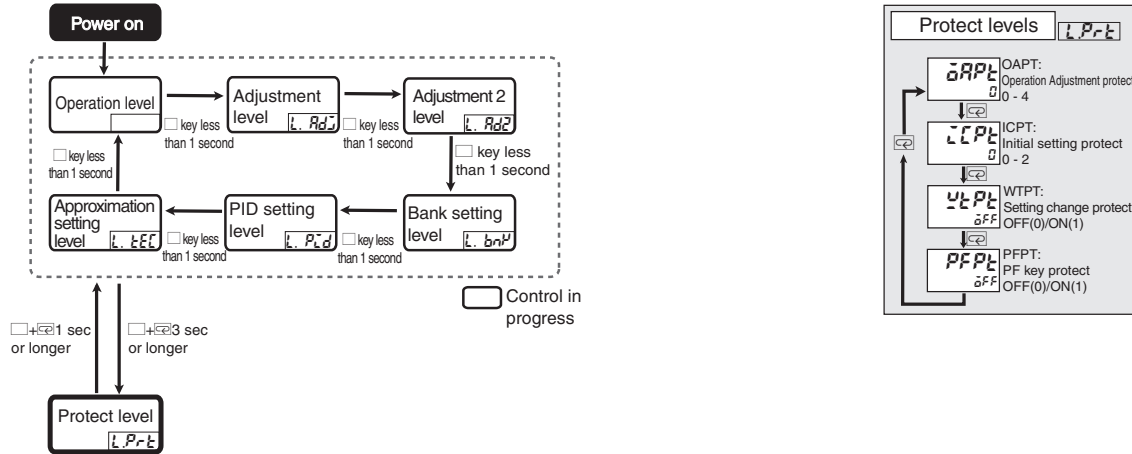 Power on
Operation level
Adjustment
level
L. AdJ
Adjustment 2
level
L. Ad2
key less
than 1 second
key less
than 1 second
key less
than 1 second
key less
than 1 second
Approximation
setting
level
L. tEC
key less
than 1 second
PID setting
level
L. Pid
key less
than 1 second
Bank setting
level
L. bnk
Control in
progress
+ 1 sec
or longer
+ 3 sec
or longer
Protect level
L.Prt
Protect levels
L.Prt
oAPt
0
OAPT:
Operation Adjustment protect
0 - 4
iCPt
0
ICPT:
Initial setting protect
0 - 2
WtPt
oFF
WTPT:
Setting change protect
OFF(0)/ON(1)
PFPt
oFF
PFPT:
PF key protect
OFF(0)/ON(1)